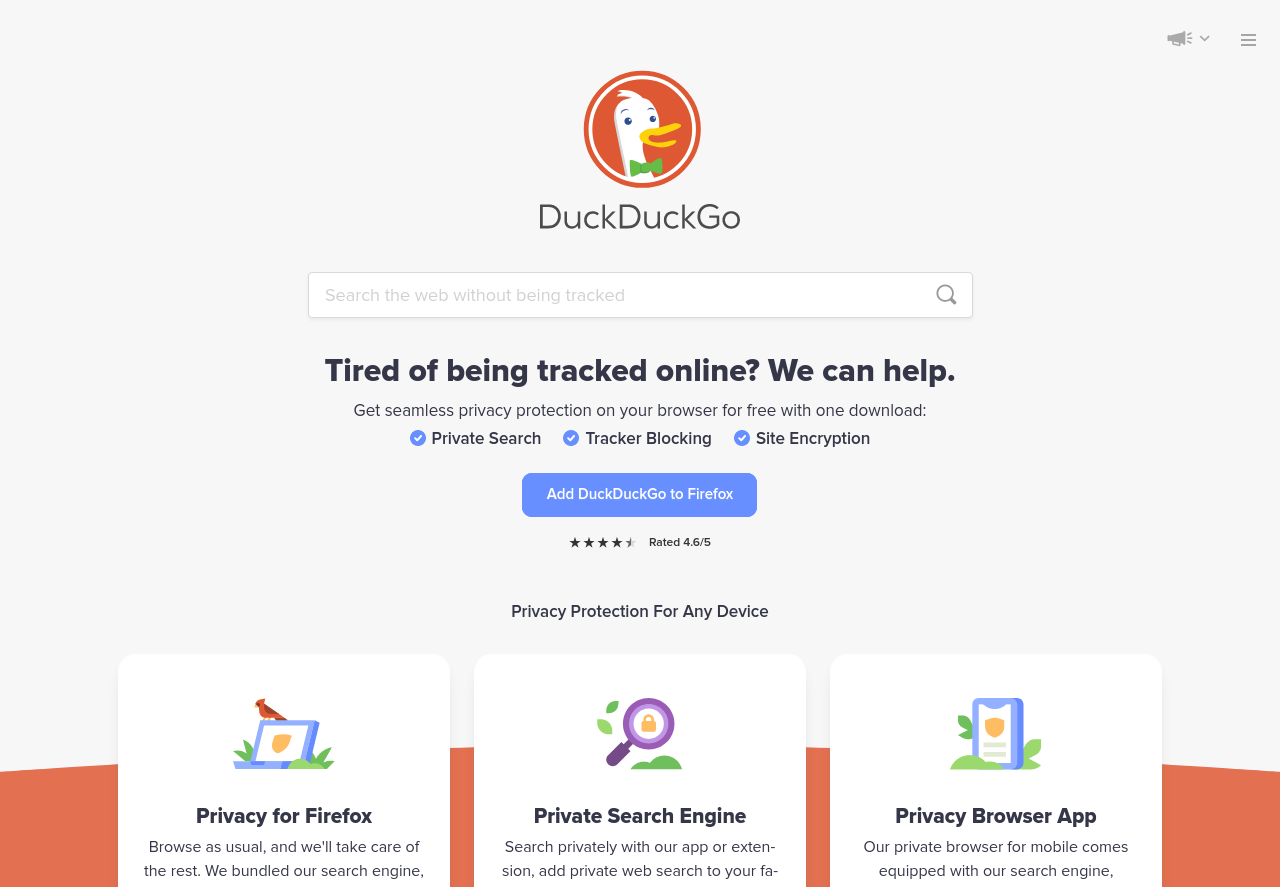 DuckDuckGo
Search the web without being tracked
Tired of being tracked online? We can help.
Get seamless privacy protection on your browser for free with one download:
Private Search Tracker Blocking Site Encryption
Add DuckDuckGo to Firefox
Rated 4.6/5
Privacy Protection For Any Device
Privacy for Firefox
Browse as usual, and we'll take care of
the rest. We bundled our search engine,
Private Search Engine
Search privately with our app or exten-
sion, add private web search to your fa-
Privacy Browser App
Our private browser for mobile comes
equipped with our search engine,